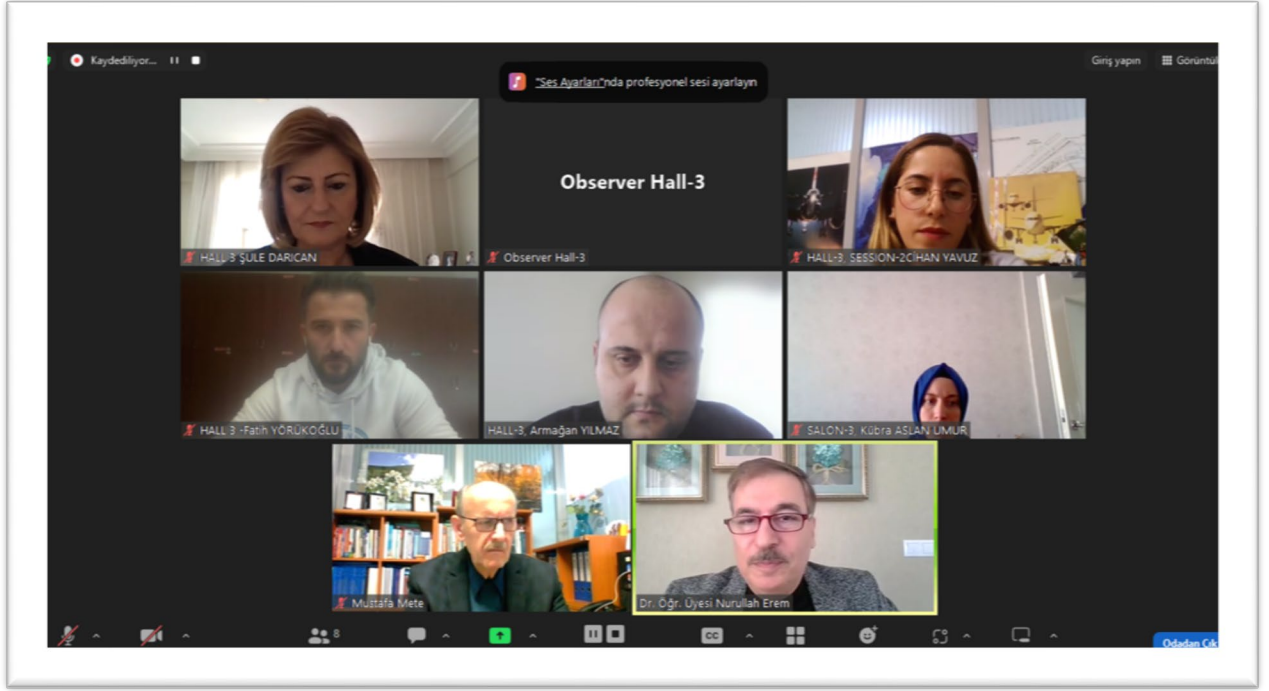 Kaydediliyor...
Giriş yapın
Görüntül
"Ses Ayarları"nda profesyonel sesi ayarlayın
HALL 3 ŞULE DARICAN
Observer Hall-3
Observer Hall-3
HALL-3, SESSION-2CİHAN YAVUZ
HALL 3 -Fatih YÖRÜKOĞLU
HALL-3, Armağan YILMAZ
SALON-3, Kübra ASLAN UMUR
Mustafa Mete
Dr. Öğr. Üyesi Nurullah Erem
8
CC
Odadan Çık